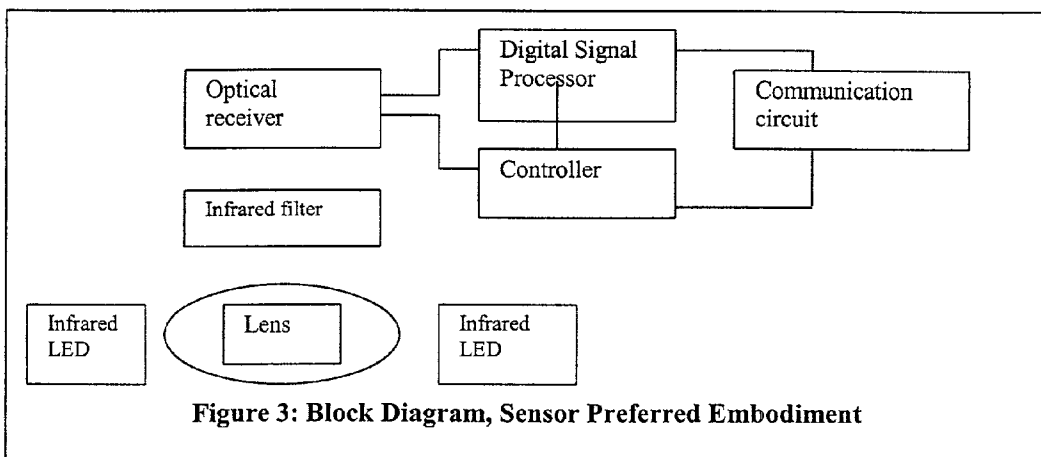 Digital Signal
Processor
Optical
receiver
Communication
circuit
Controller
Infrared filter
Infrared
LED
Lens
Infrared
LED
Figure 3: Block Diagram, Sensor Preferred Embodiment